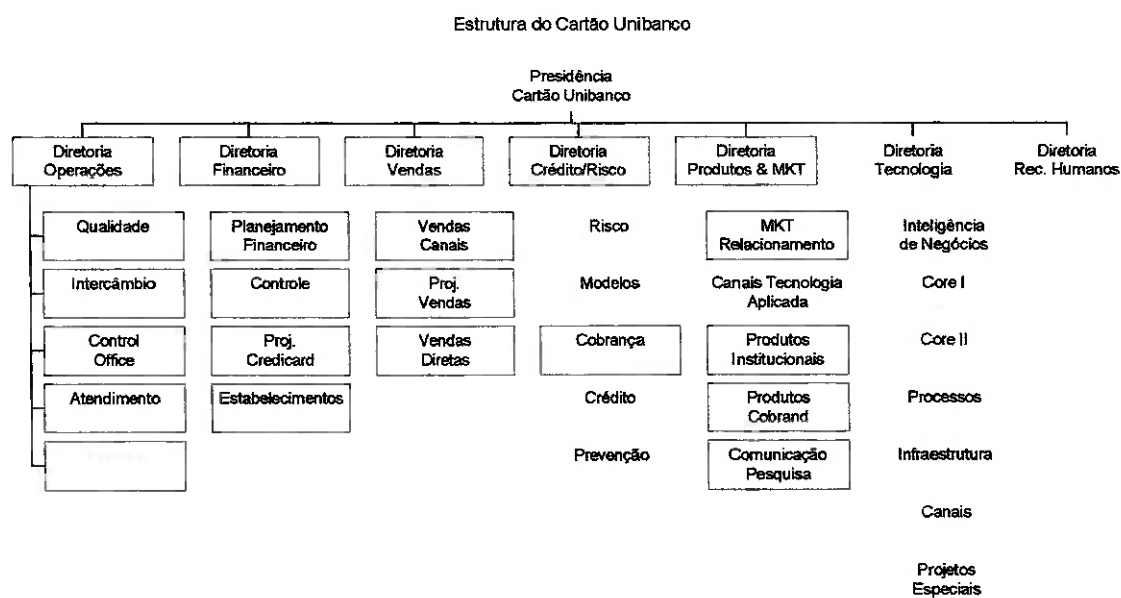 Estrutura do Cartão Unibanco
Presidência
Cartão Unibanco
Diretoria
Operações
Diretoria
Financeiro
Diretoria
Vendas
Diretoria
Crédito/Risco
Diretoria
Produtos & MKT
Diretoria
Tecnologia
Diretoria
Rec. Humanos
Qualidade
Planejamento
Financeiro
Vendas
Canais
Risco
MKT
Relacionamento
Inteligência
de Negócios
Intercâmbio
Controle
Proj.
Vendas
Modelos
Canais Tecnologia
Aplicada
Core I
Control
Office
Proj.
Credicard
Vendas
Diretas
Cobrança
Produtos
Institucionais
Core II
Atendimento
Estabelecimentos
Crédito
Produtos
Cobrand
Processos
Prevenção
Comunicação
Pesquisa
Infraestrutura
Canais
Projetos
Especiais